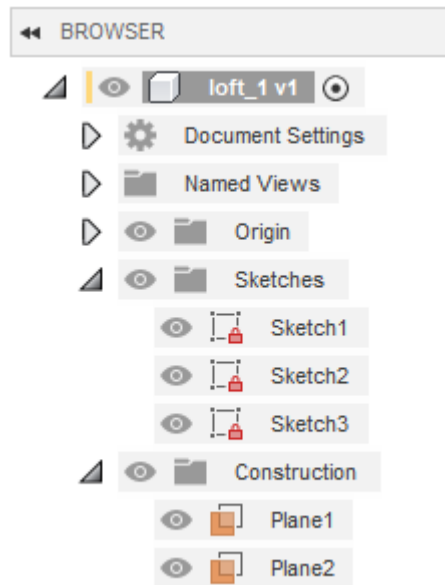 BROWSER
loft_1 v1
Document Settings
Named Views
Origin
Sketches
Sketch1
Sketch2
Sketch3
Construction
Plane1
Plane2